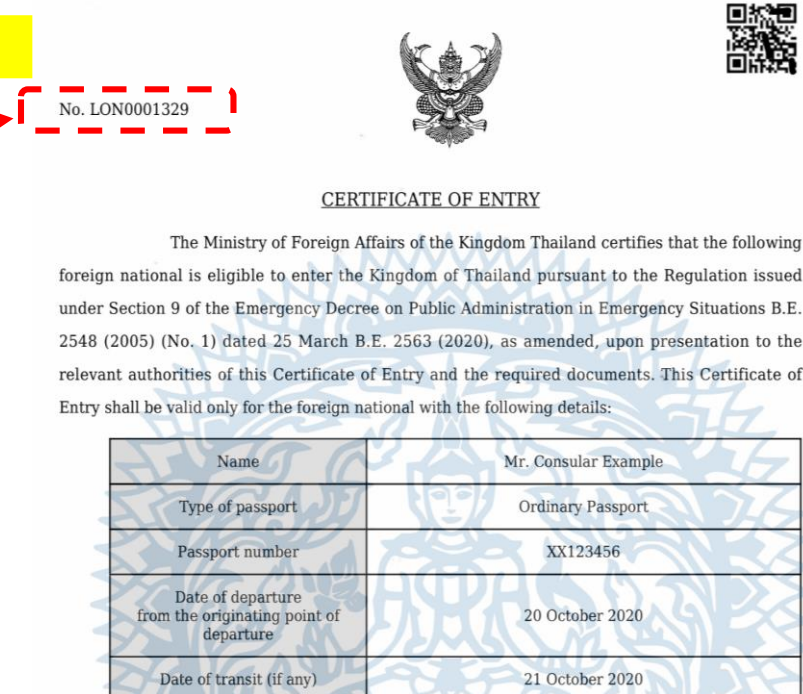 No. LON0001329
CERTIFICATE OF ENTRY
The Ministry of Foreign Affairs of the Kingdom Thailand certifies that the following
foreign national is eligible to enter the Kingdom of Thailand pursuant to the Regulation issued
under Section 9 of the Emergency Decree on Public Administration in Emergency Situations B.E.
2548 (2005) (No. 1) dated 25 March B.E. 2563 (2020), as amended, upon presentation to the
relevant authorities of this Certificate of Entry and the required documents. This Certificate of
Entry shall be valid only for the foreign national with the following details:
Name Mr. Consular Example
Type of passport Ordinary Passport
Passport number XX123456
Date of departure
from the originating point of 20 October 2020
departure
Date of transit (if any) 21 October 2020